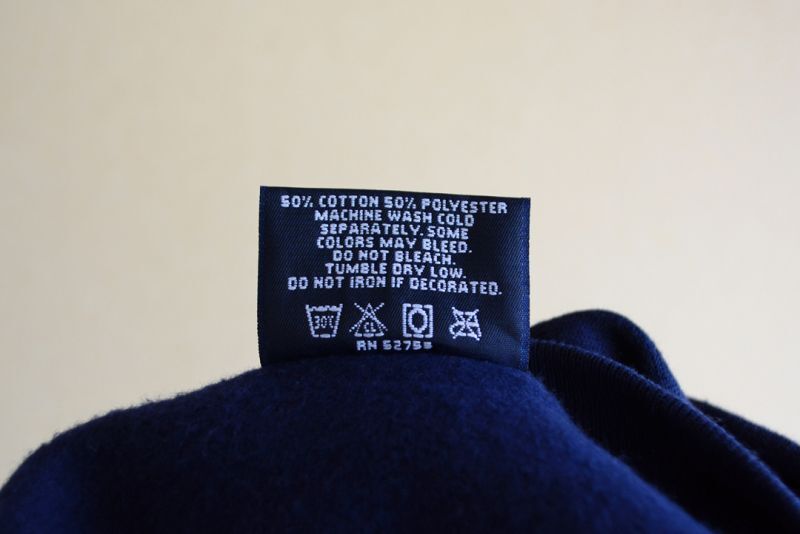 50% COTTON 50% POLYESTER
MACHINE WASH COLD
SEPARATELY. SOME
COLORS MAY BLEED.
DO NOT BLEACH.
TUMBLE DRY LOW.
DO NOT IRON IF DECORATED.
30° CL
RN